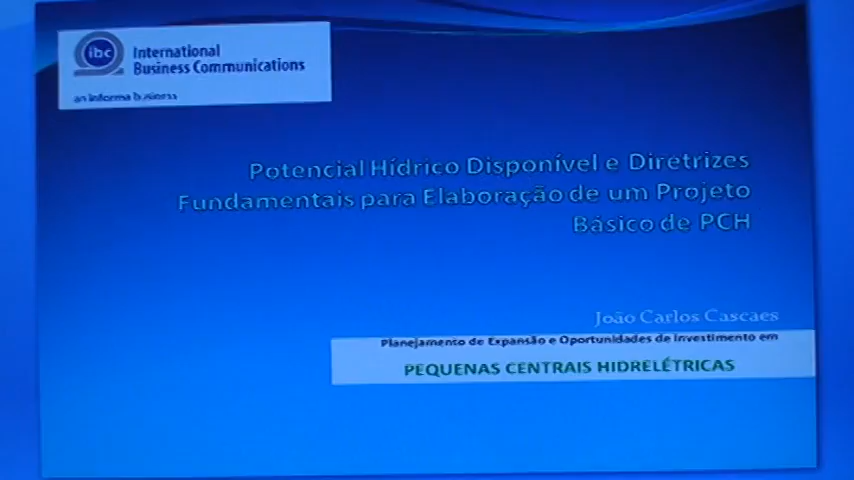 ibc
International
Business Communications
an informa business
Potencial Hídrico Disponível e Diretrizes
Fundamentais para Elaboração de um Projeto
Básico de PCH
João Carlos Cascaes
Planejamento de Expansão e Oportunidades de Investimento em
PEQUENAS CENTRAIS HIDRELÉTRICAS